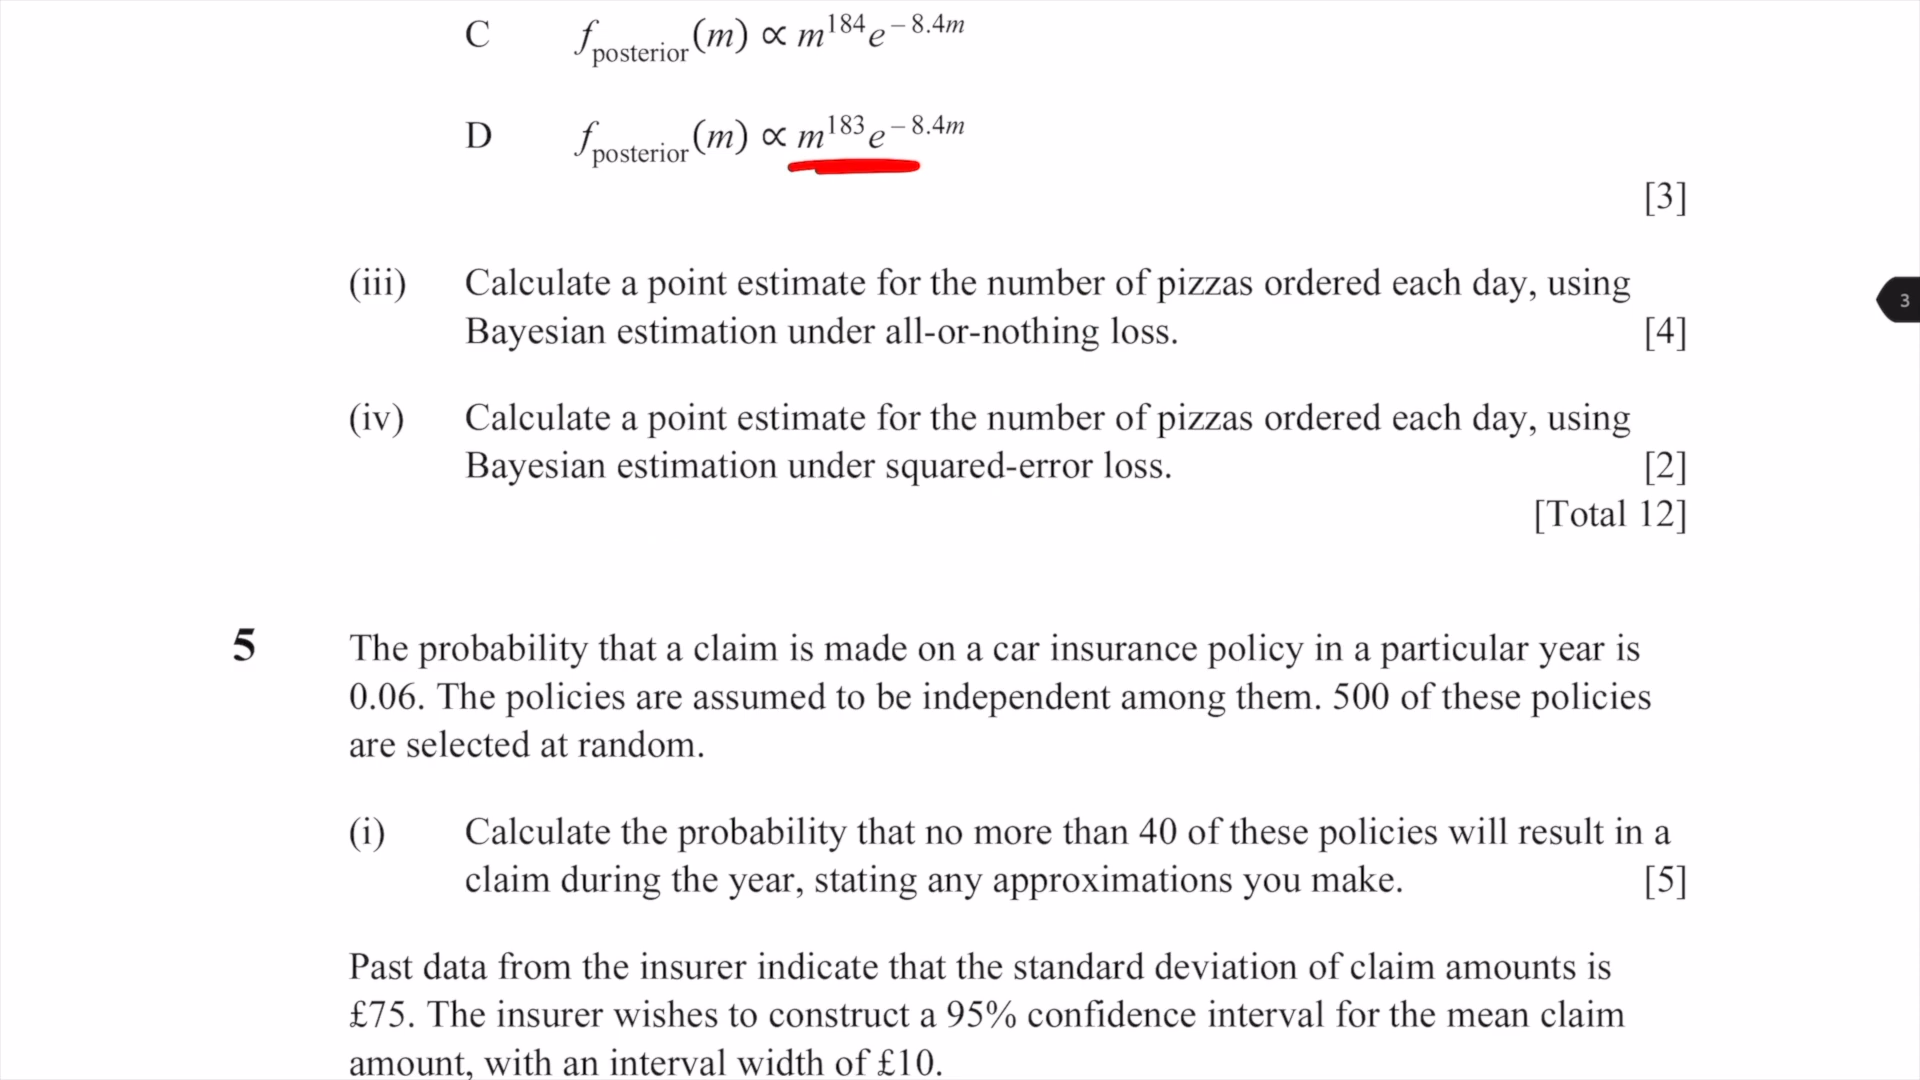 C f_posterior(m) ∝ m^184 e^−8.4m
D f_posterior(m) ∝ m^183 e^−8.4m
[3]
(iii) Calculate a point estimate for the number of pizzas ordered each day, using
Bayesian estimation under all-or-nothing loss. [4]
3
(iv) Calculate a point estimate for the number of pizzas ordered each day, using
Bayesian estimation under squared-error loss. [2]
[Total 12]
5 The probability that a claim is made on a car insurance policy in a particular year is
0.06. The policies are assumed to be independent among them. 500 of these policies
are selected at random.
(i) Calculate the probability that no more than 40 of these policies will result in a
claim during the year, stating any approximations you make. [5]
Past data from the insurer indicate that the standard deviation of claim amounts is
£75. The insurer wishes to construct a 95% confidence interval for the mean claim
amount, with an interval width of £10.